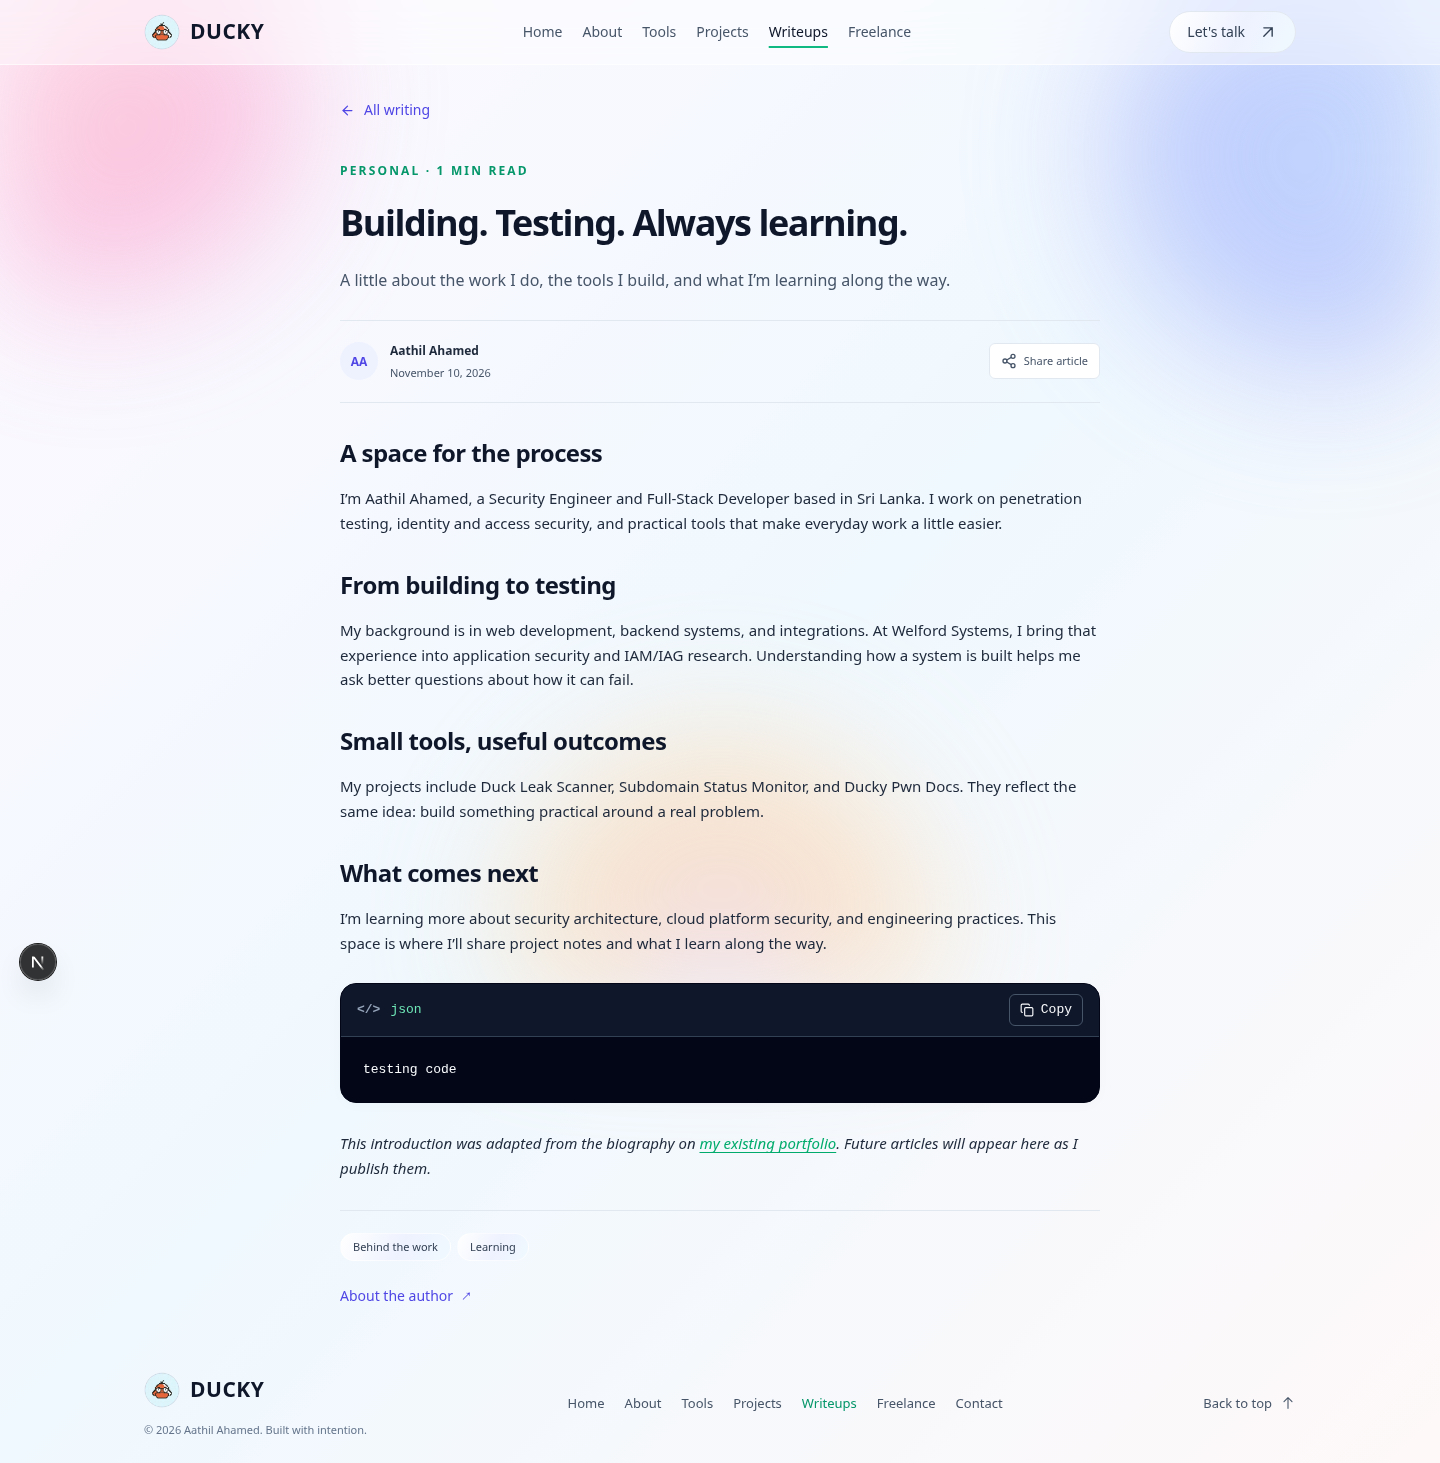 DUCKY
Home About Tools Projects Writeups Freelance
Let's talk
All writing
PERSONAL · 1 MIN READ
Building. Testing. Always learning.
A little about the work I do, the tools I build, and what I’m learning along the way.
AA
Aathil Ahamed
November 10, 2026
Share article
A space for the process
I’m Aathil Ahamed, a Security Engineer and Full-Stack Developer based in Sri Lanka. I work on penetration
testing, identity and access security, and practical tools that make everyday work a little easier.
From building to testing
My background is in web development, backend systems, and integrations. At Welford Systems, I bring that
experience into application security and IAM/IAG research. Understanding how a system is built helps me
ask better questions about how it can fail.
Small tools, useful outcomes
My projects include Duck Leak Scanner, Subdomain Status Monitor, and Ducky Pwn Docs. They reflect the
same idea: build something practical around a real problem.
What comes next
I’m learning more about security architecture, cloud platform security, and engineering practices. This
space is where I’ll share project notes and what I learn along the way.
N
</> json
Copy
testing code
This introduction was adapted from the biography on my existing portfolio. Future articles will appear here as I
publish them.
Behind the work Learning
About the author ↗
DUCKY
Home About Tools Projects Writeups Freelance Contact
Back to top
© 2026 Aathil Ahamed. Built with intention.